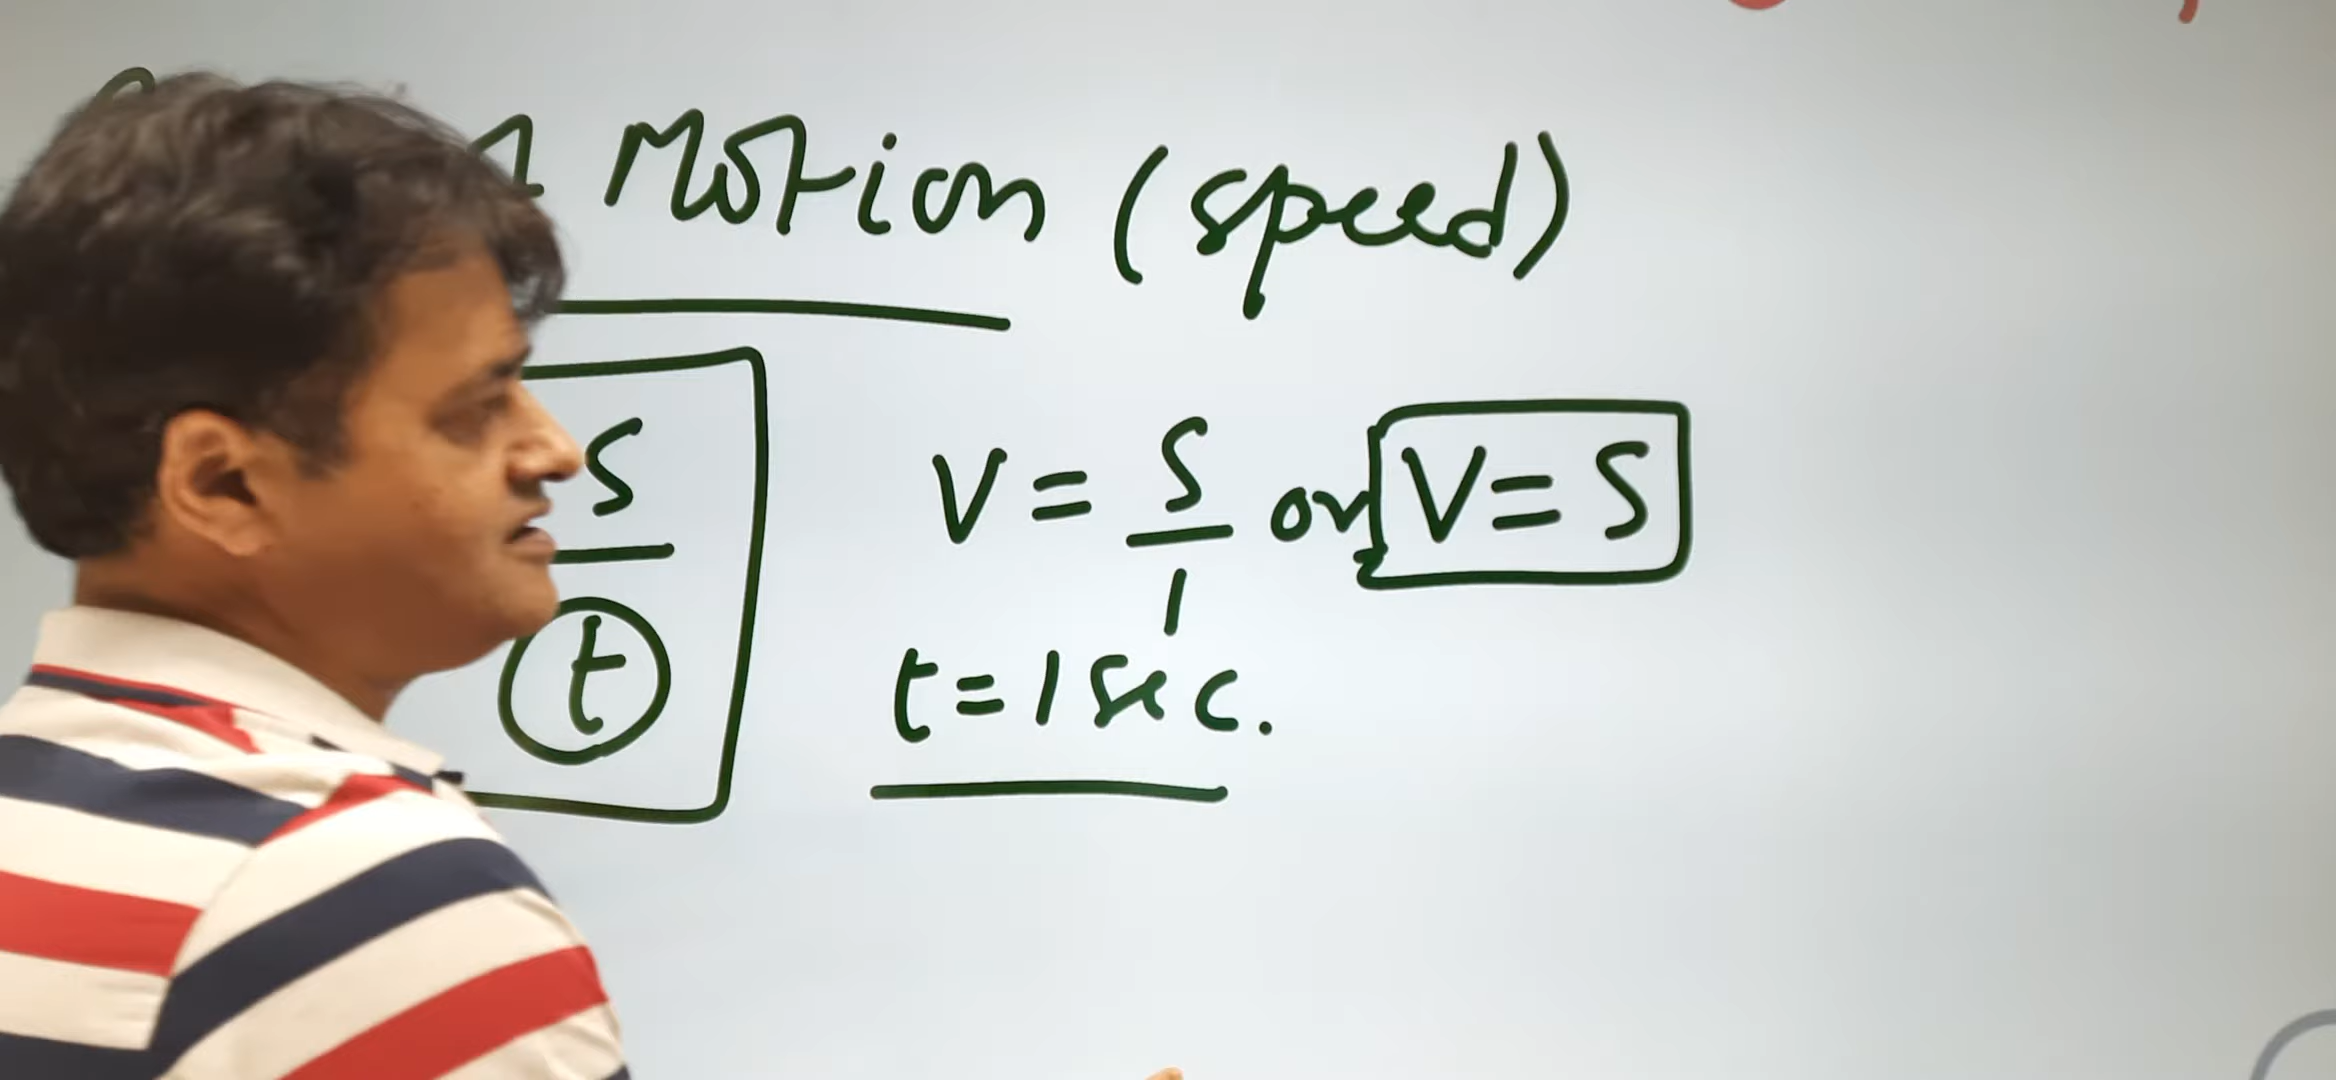 Motion (speed)
S
t
V = S/1 or V = S
t = 1 sec.